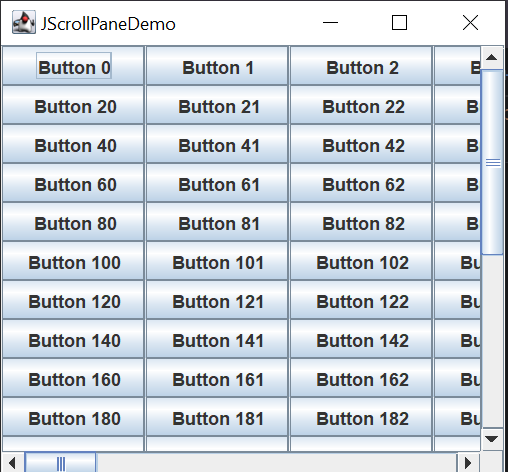 JScrollPaneDemo
Button 0 Button 1 Button 2 B
Button 20 Button 21 Button 22 B
Button 40 Button 41 Button 42 B
Button 60 Button 61 Button 62 B
Button 80 Button 81 Button 82 B
Button 100 Button 101 Button 102 Bu
Button 120 Button 121 Button 122 Bu
Button 140 Button 141 Button 142 Bu
Button 160 Button 161 Button 162 Bu
Button 180 Button 181 Button 182 Bu